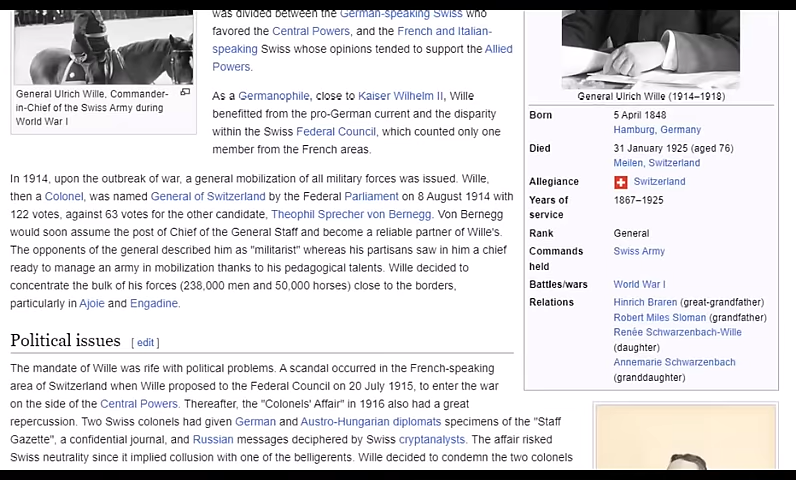 was divided between the German-speaking Swiss who
favored the Central Powers, and the French and Italian-
speaking Swiss whose opinions tended to support the Allied
Powers.
General Ulrich Wille, Commander-
in-Chief of the Swiss Army during
World War I
As a Germanophile, close to Kaiser Wilhelm II, Wille
benefitted from the pro-German current and the disparity
within the Swiss Federal Council, which counted only one
member from the French areas.
In 1914, upon the outbreak of war, a general mobilization of all military forces was issued. Wille,
then a Colonel, was named General of Switzerland by the Federal Parliament on 8 August 1914 with
122 votes, against 63 votes for the other candidate, Theophil Sprecher von Bernegg. Von Bernegg
would soon assume the post of Chief of the General Staff and become a reliable partner of Wille's.
The opponents of the general described him as "militarist" whereas his partisans saw in him a chief
ready to manage an army in mobilization thanks to his pedagogical talents. Wille decided to
concentrate the bulk of his forces (238,000 men and 50,000 horses) close to the borders,
particularly in Ajoie and Engadine.
Political issues [ edit ]
The mandate of Wille was rife with political problems. A scandal occurred in the French-speaking
area of Switzerland when Wille proposed to the Federal Council on 20 July 1915, to enter the war
on the side of the Central Powers. Thereafter, the "Colonels' Affair" in 1916 also had a great
repercussion. Two Swiss colonels had given German and Austro-Hungarian diplomats specimens of the "Staff
Gazette", a confidential journal, and Russian messages deciphered by Swiss cryptanalysts. The affair risked
Swiss neutrality since it implied collusion with one of the belligerents. Wille decided to condemn the two colonels
General Ulrich Wille (1914–1918)
Born 5 April 1848
Hamburg, Germany
Died 31 January 1925 (aged 76)
Meilen, Switzerland
Allegiance Switzerland
Years of 1867–1925
service
Rank General
Commands Swiss Army
held
Battles/wars World War I
Relations Hinrich Braren (great-grandfather)
Robert Miles Sloman (grandfather)
Renée Schwarzenbach-Wille
(daughter)
Annemarie Schwarzenbach
(granddaughter)